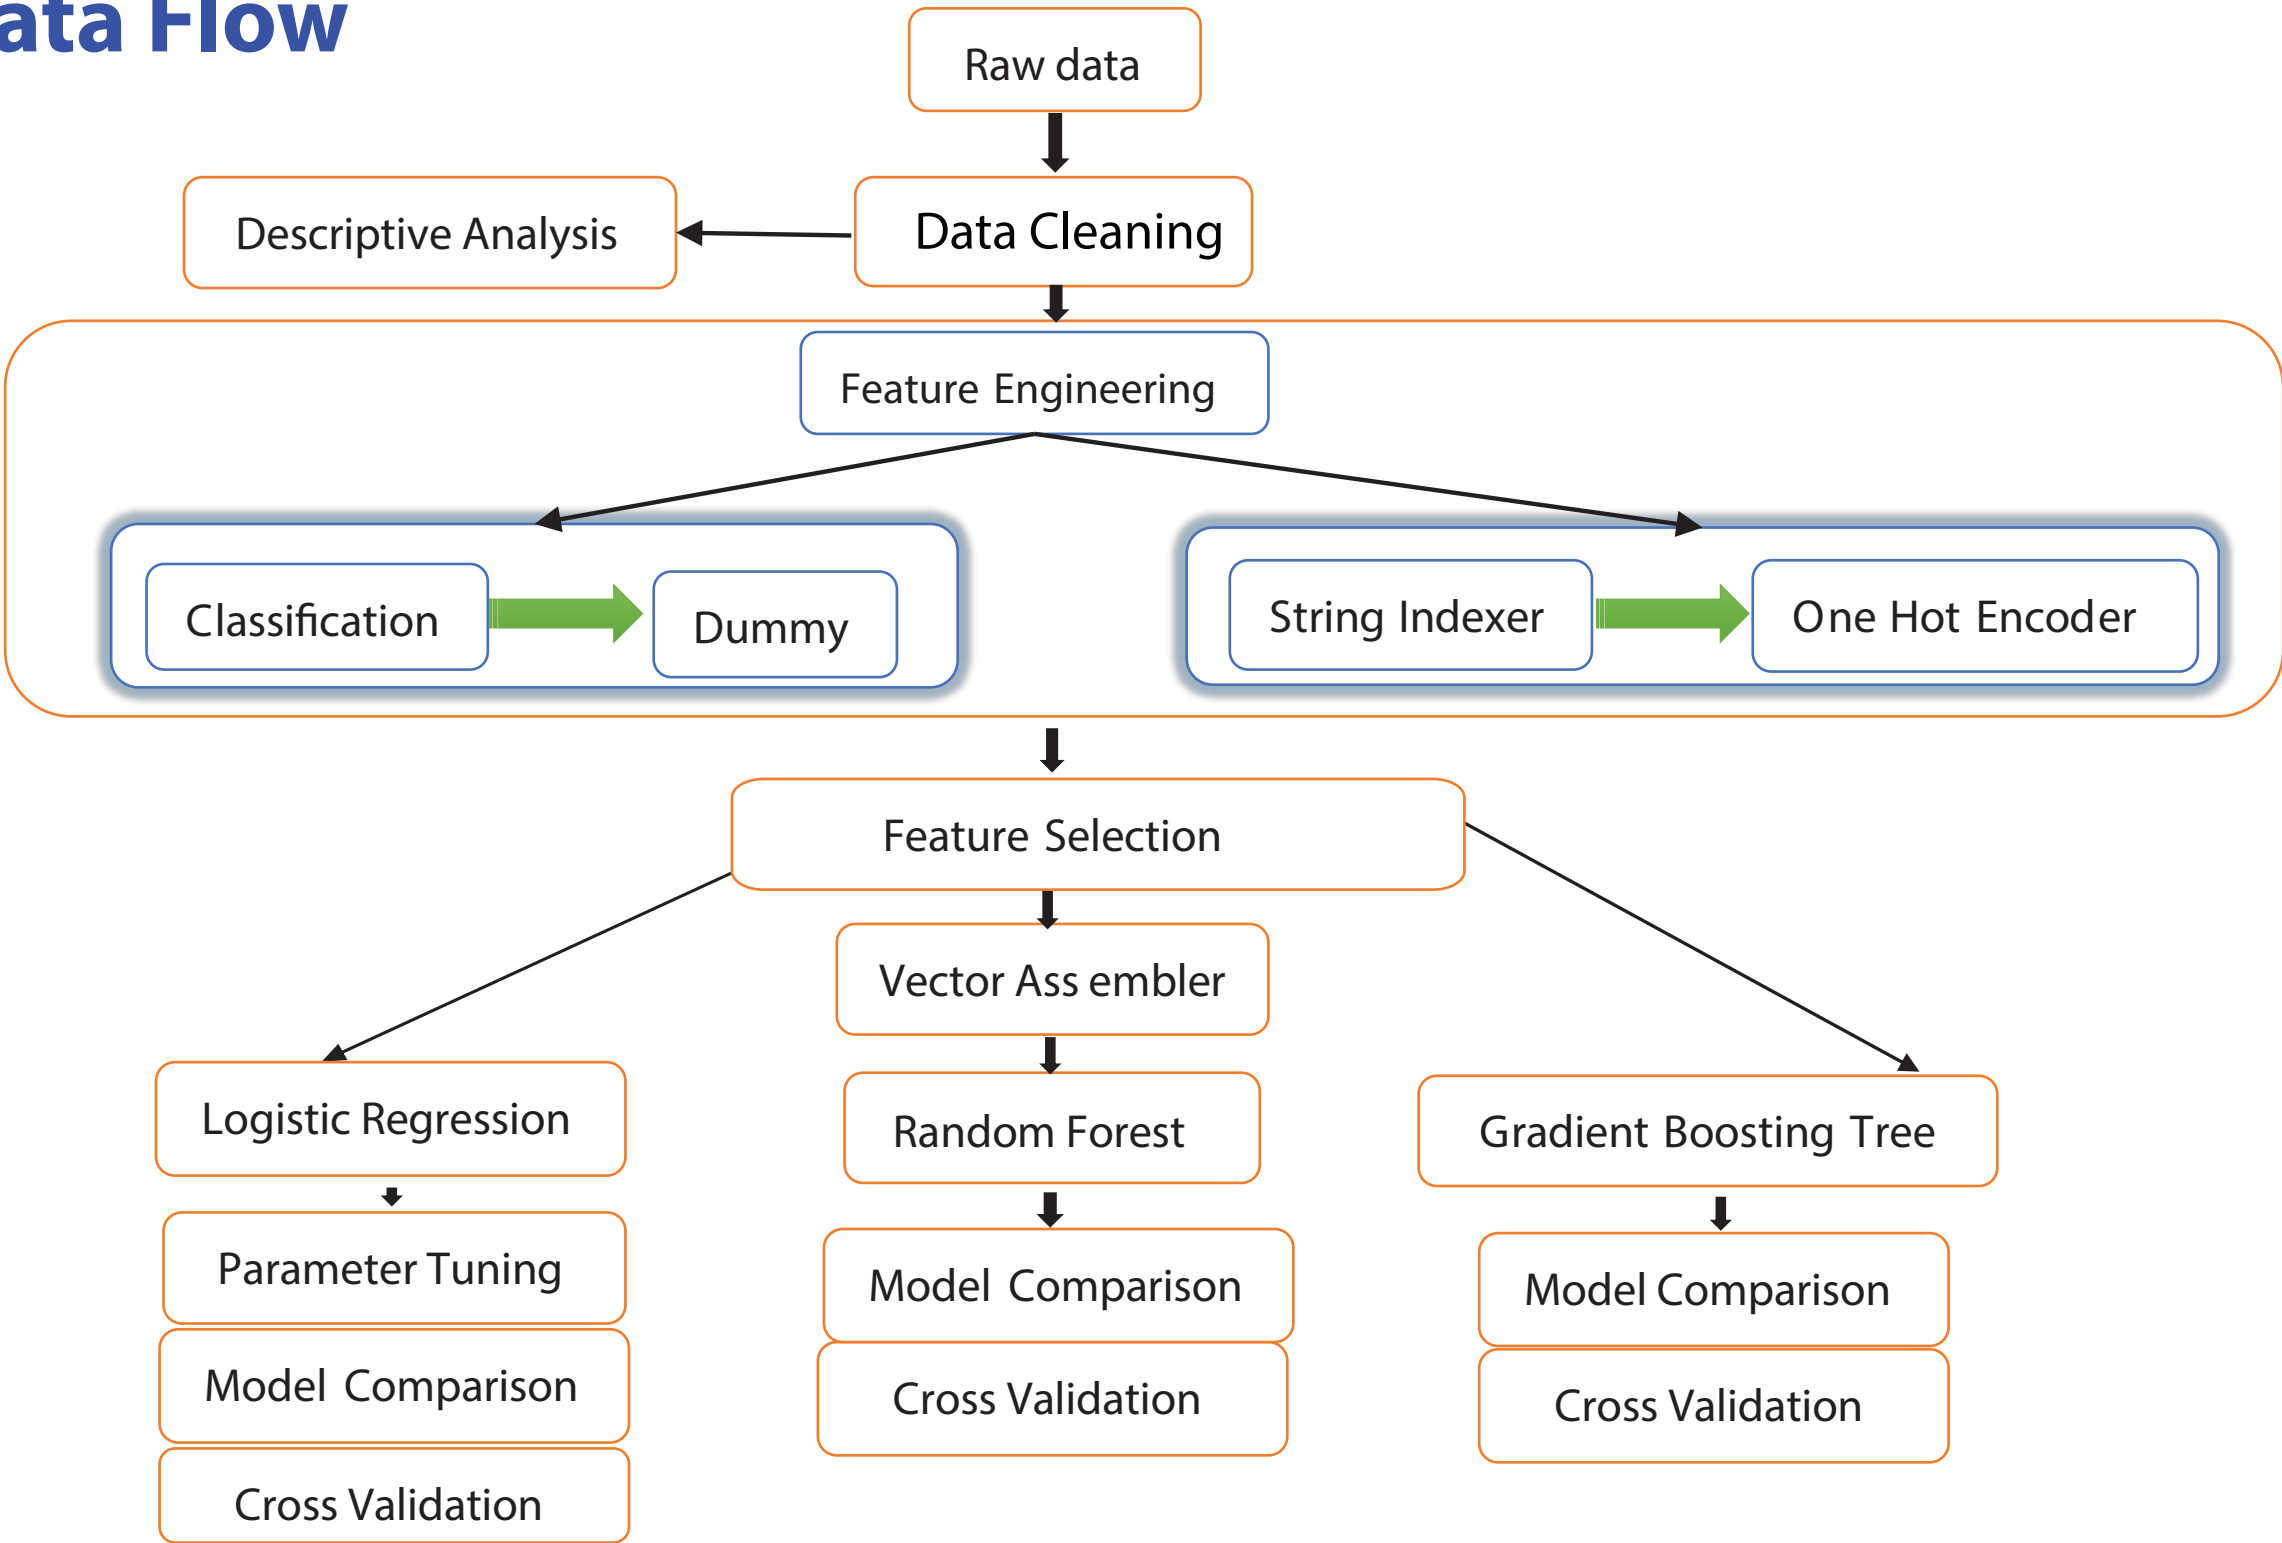 ata Flow
Raw data
Descriptive Analysis
Data Cleaning
Feature Engineering
Classification
Dummy
String Indexer
One Hot Encoder
Feature Selection
Vector Ass embler
Logistic Regression
Random Forest
Gradient Boosting Tree
Parameter Tuning
Model Comparison
Model Comparison
Model Comparison
Cross Validation
Cross Validation
Cross Validation